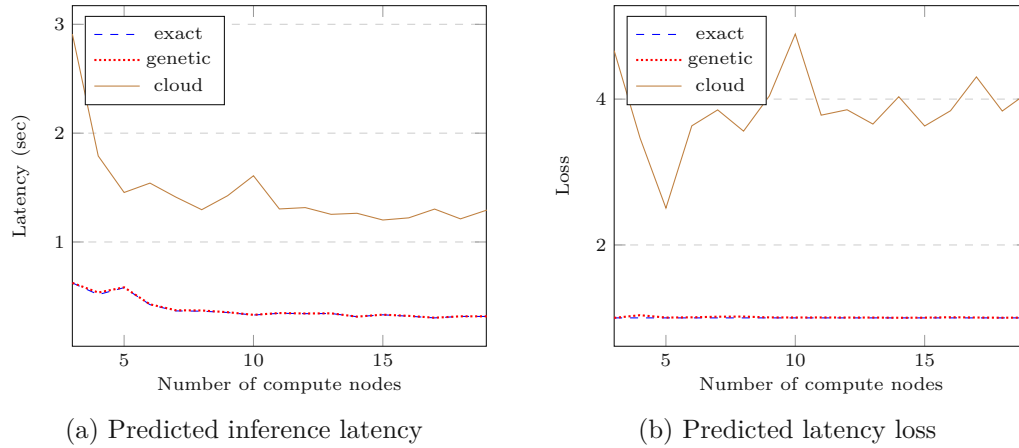 3
2
1
5
10
15
Latency (sec)
Number of compute nodes
exact
genetic
cloud
(a) Predicted inference latency
4
2
5
10
15
Loss
Number of compute nodes
exact
genetic
cloud
(b) Predicted latency loss